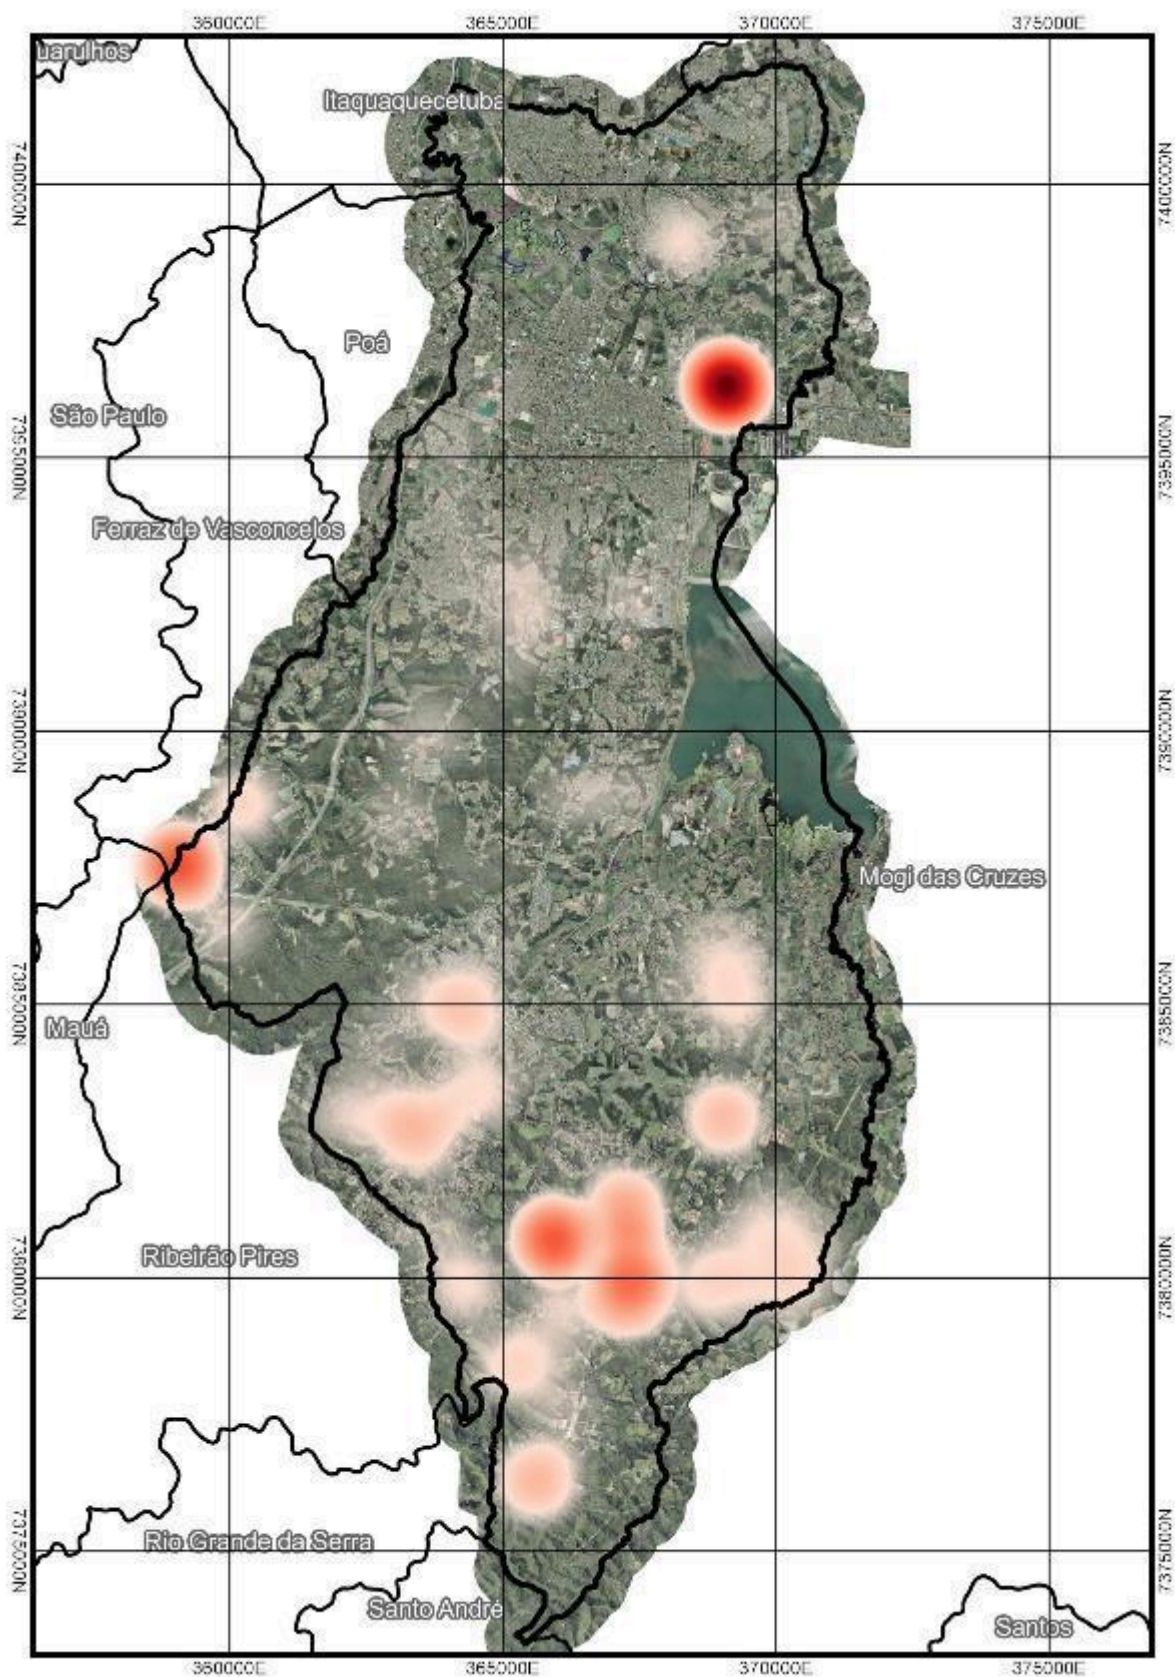 360000E 365000E 370000E 375000E
uarulhos
Itaquaquecetuba
7400000N 7400000N
Poá
São Paulo
7395000N 7395000N
Ferraz de Vasconcelos
7390000N 7390000N
Mogi das Cruzes
7385000N 7385000N
Mauá
Ribeirão Pires
7380000N 7380000N
Rio Grande da Serra
7375000N 7375000N
Santo André
Santos
360000E 365000E 370000E 375000E